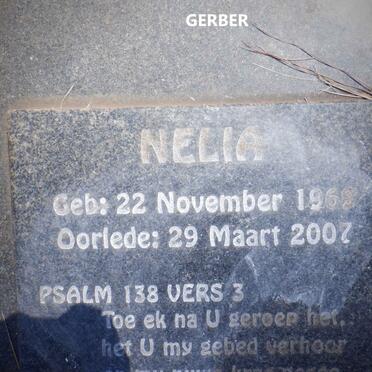 GERBER
NELIA
Geb: 22 November
Oorlede: 29 Maart 2007
PSALM 138 VERS 3
Toe ek na U geroep het,
het U my gebed verhoor